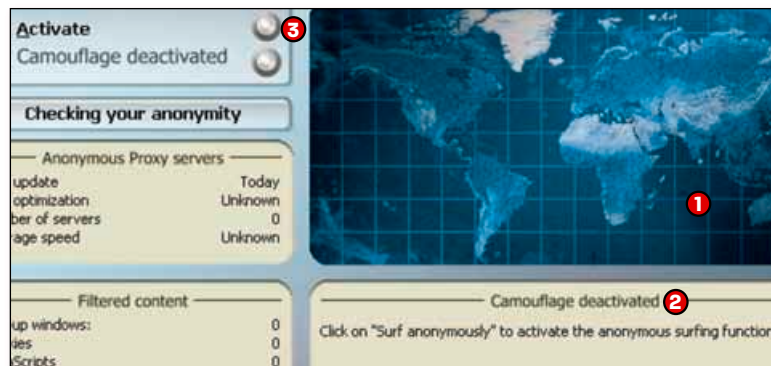 Activate
3
Camouflage deactivated
Checking your anonymity
Anonymous Proxy servers
update Today
optimization Unknown
ber of servers 0
age speed Unknown
1
Filtered content
up windows: 0
ies 0
Scripts 0
Camouflage deactivated 2
Click on "Surf anonymously" to activate the anonymous surfing function